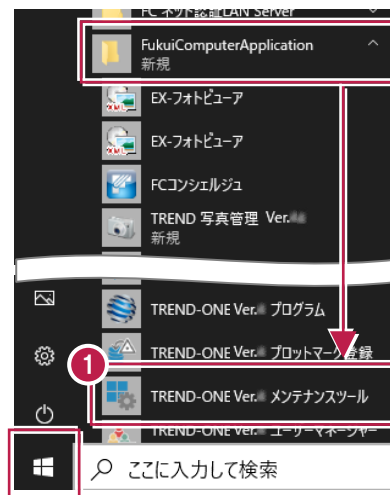 FC ネット認証LAN Server
FukuiComputerApplication
新規
EX-フォトビューア
EX-フォトビューア
FCコンシェルジュ
TREND 写真管理 Ver.
新規
TREND-ONE Ver. プログラム
TREND-ONE Ver. プロットマーク登録
1
TREND-ONE Ver. メンテナンスツール
TREND-ONE Ver. ユーザーマネージャー
ここに入力して検索